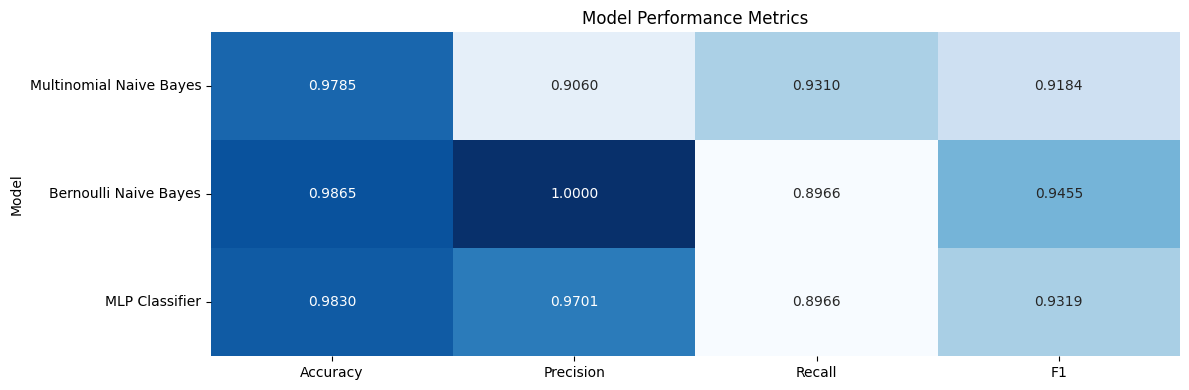 Model Performance Metrics
Model
Multinomial Naive Bayes 0.9785 0.9060 0.9310 0.9184
Bernoulli Naive Bayes 0.9865 1.0000 0.8966 0.9455
MLP Classifier 0.9830 0.9701 0.8966 0.9319
Accuracy Precision Recall F1